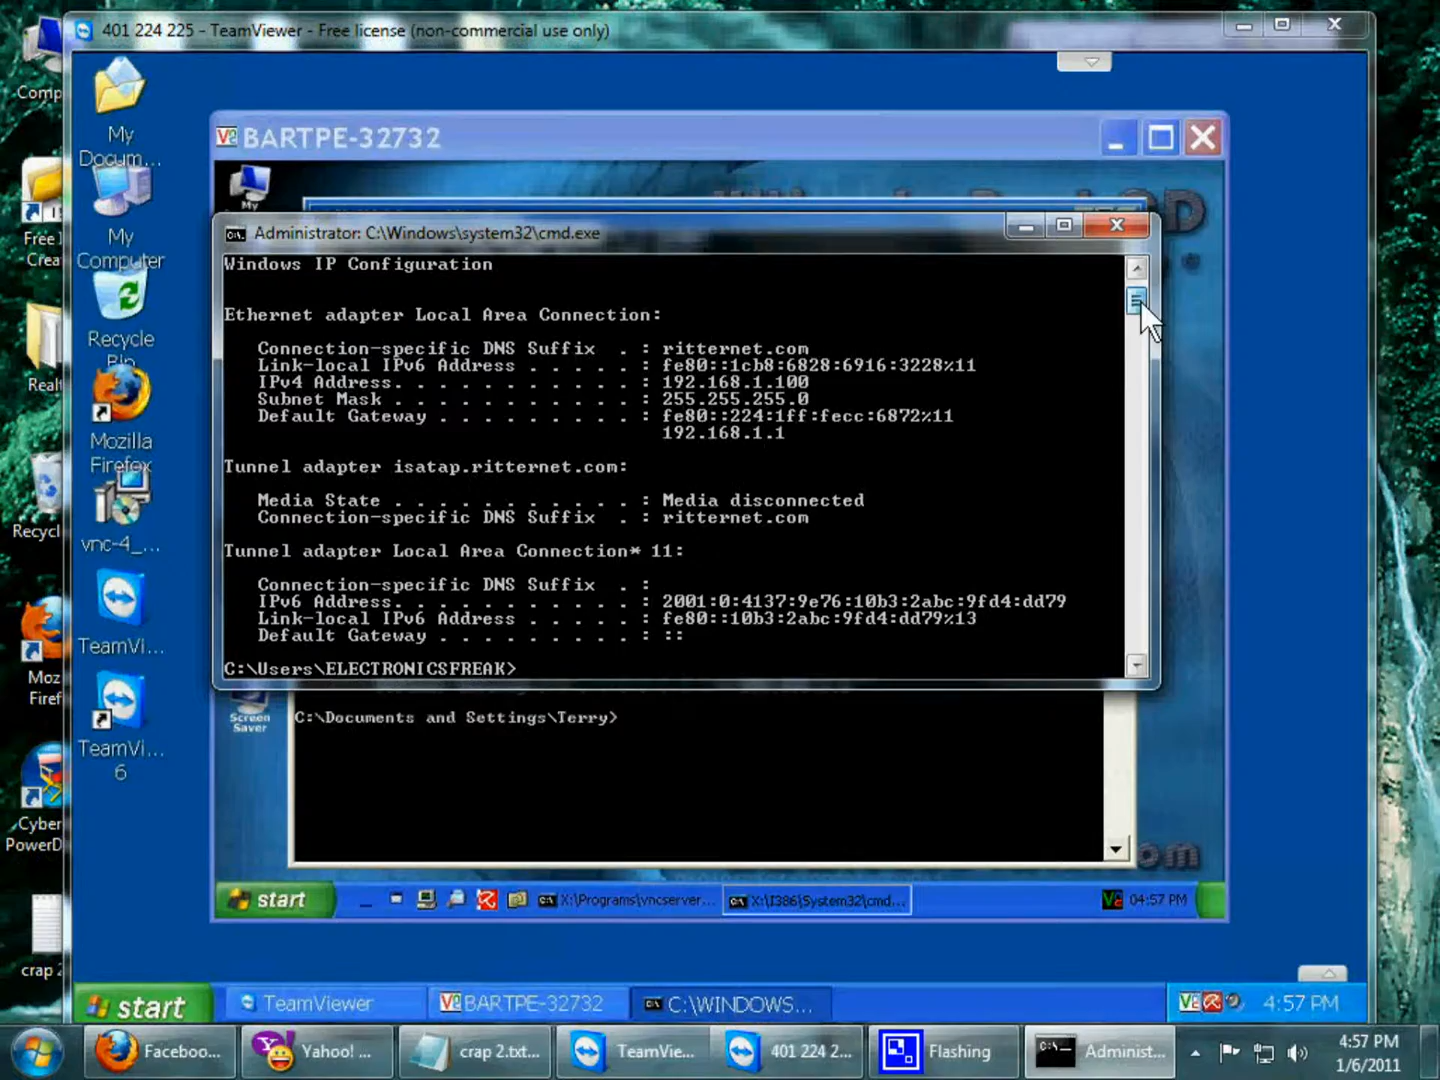 401 224 225 - TeamViewer - Free license (non-commercial use only)
Comp
My
Docum...
BARTPE-32732
My
Administrator: C:\Windows\system32\cmd.exe
Windows IP Configuration
Ethernet adapter Local Area Connection:
Connection-specific DNS Suffix . : ritternet.com
Link-local IPv6 Address . . . . . : fe80::1cb8:6828:6916:3228%11
IPv4 Address. . . . . . . . . . . : 192.168.1.100
Subnet Mask . . . . . . . . . . . : 255.255.255.0
Default Gateway . . . . . . . . . : fe80::224:1ff:fecc:6872%11
192.168.1.1
Tunnel adapter isatap.ritternet.com:
Media State . . . . . . . . . . . : Media disconnected
Connection-specific DNS Suffix . : ritternet.com
Tunnel adapter Local Area Connection* 11:
Connection-specific DNS Suffix . :
IPv6 Address. . . . . . . . . . . : 2001:0:4137:9e76:10b3:2abc:9fd4:dd79
Link-local IPv6 Address . . . . . : fe80::10b3:2abc:9fd4:dd79%13
Default Gateway . . . . . . . . . : ::
C:\Users\ELECTRONICSFREAK>
Free
Crea
My
Computer
Recycle
Bin
Realt
Mozilla
Firefox
Recycl
vnc-4_...
TeamVi...
Moz
Firef
TeamVi...
6
Cyber
PowerD
crap 2
Screen
Saver
C:\Documents and Settings\Terry>
om
start
X:\Programs\vncserver...
X:\I386\System32\cmd...
04:57 PM
start
TeamViewer
BARTPE-32732
C:\WINDOWS...
4:57 PM
Faceboo...
Yahoo! ...
crap 2.txt...
TeamVie...
401 224 2...
Flashing
Administ...
4:57 PM
1/6/2011